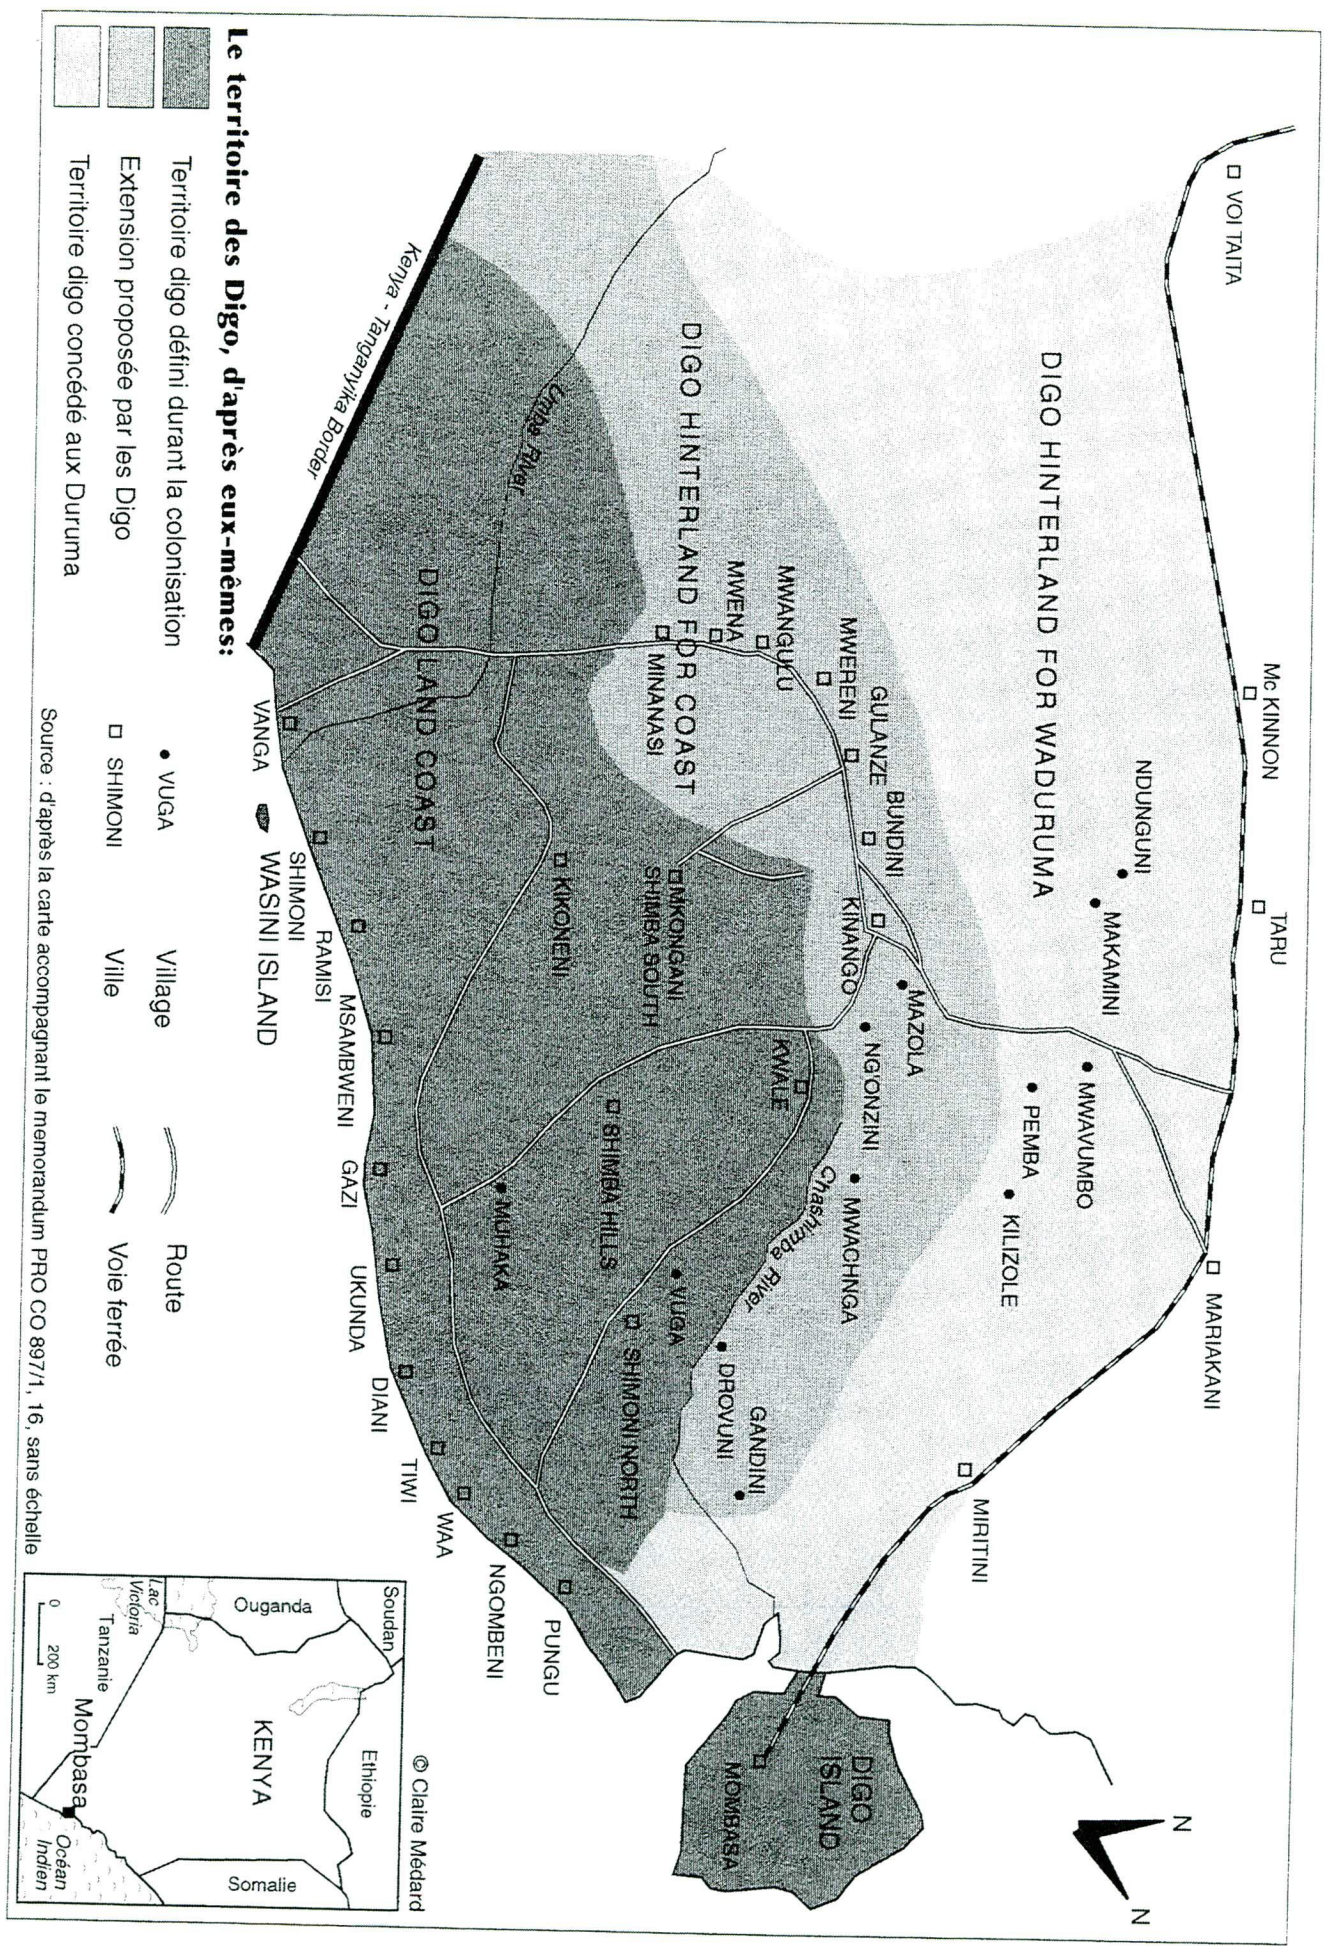 VOI TAITA
Mc KINNON
TARU
MARIAKANI
MIRITINI
NDUNGUNI
MAKAMINI
MWAVUMBO
PEMBA
KILIZOLE
DIGO HINTERLAND FOR WADURUMA
DIGO HINTERLAND FOR COAST
MWENA
MWANGULU
MWERENI
GULANZE
BUNDINI
MINANASI
KINANGO
MAZOLA
NG'ONZINI
MWACHNGA
Chashimba River
DROVUNI
GANDINI
MKONGANI
SHIMBA SOUTH
KWALE
SHIMBA HILLS
VUGA
SHIMONI NORTH
MUHAKA
KIKONENI
Umba River
DIGO LAND COAST
Kenya - Tanganyika Border
VANGA
WASINI ISLAND
SHIMONI
RAMISI
MSAMBWENI
GAZI
UKUNDA
DIANI
TIWI
WAA
NGOMBENI
PUNGU
DIGO
ISLAND
MOMBASA
N
N
© Claire Médard
Le territoire des Digo, d'après eux-mêmes:
Territoire digo défini durant la colonisation
Extension proposée par les Digo
Territoire digo concédé aux Duruma
VUGA
Village
Route
SHIMONI
Ville
Voie ferrée
Source : d'après la carte accompagnant le memorandum PRO CO 897/1, 16, sans échelle
Soudan
Ethiopie
Ouganda
KENYA
Somalie
Lac
Victoria
Tanzanie
Mombasa
Océan
Indien
0
200 km